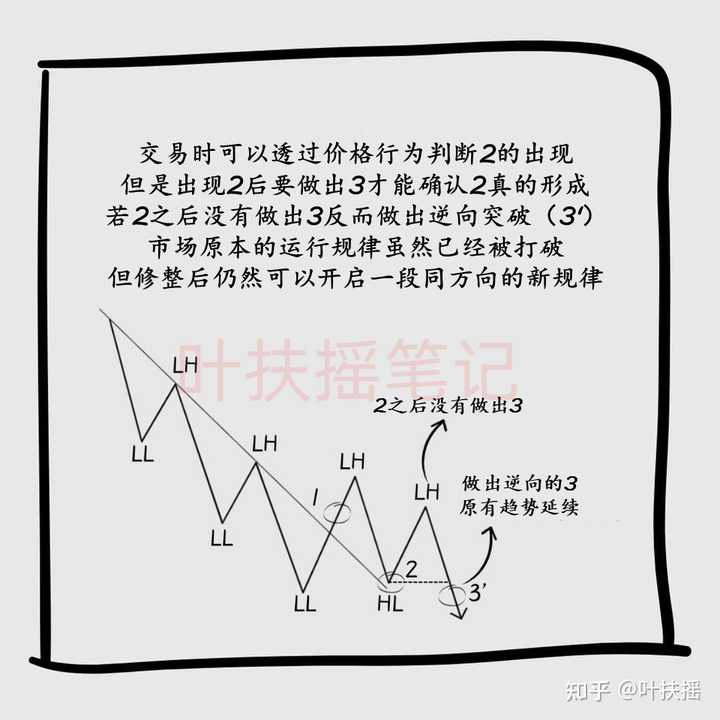 交易时可以透过价格行为判断2的出现
但是出现2后要做出3才能确认2真的形成
若2之后没有做出3反而做出逆向突破（3'）
市场原本的运行规律虽然已经被打破
但修整后仍然可以开启一段同方向的新规律
叶扶摇笔记
LH
2之后没有做出3
LH
LH
LH
做出逆向的3
原有趋势延续
LL
1
LL
2
3'
LL
HL
知乎 @叶扶摇